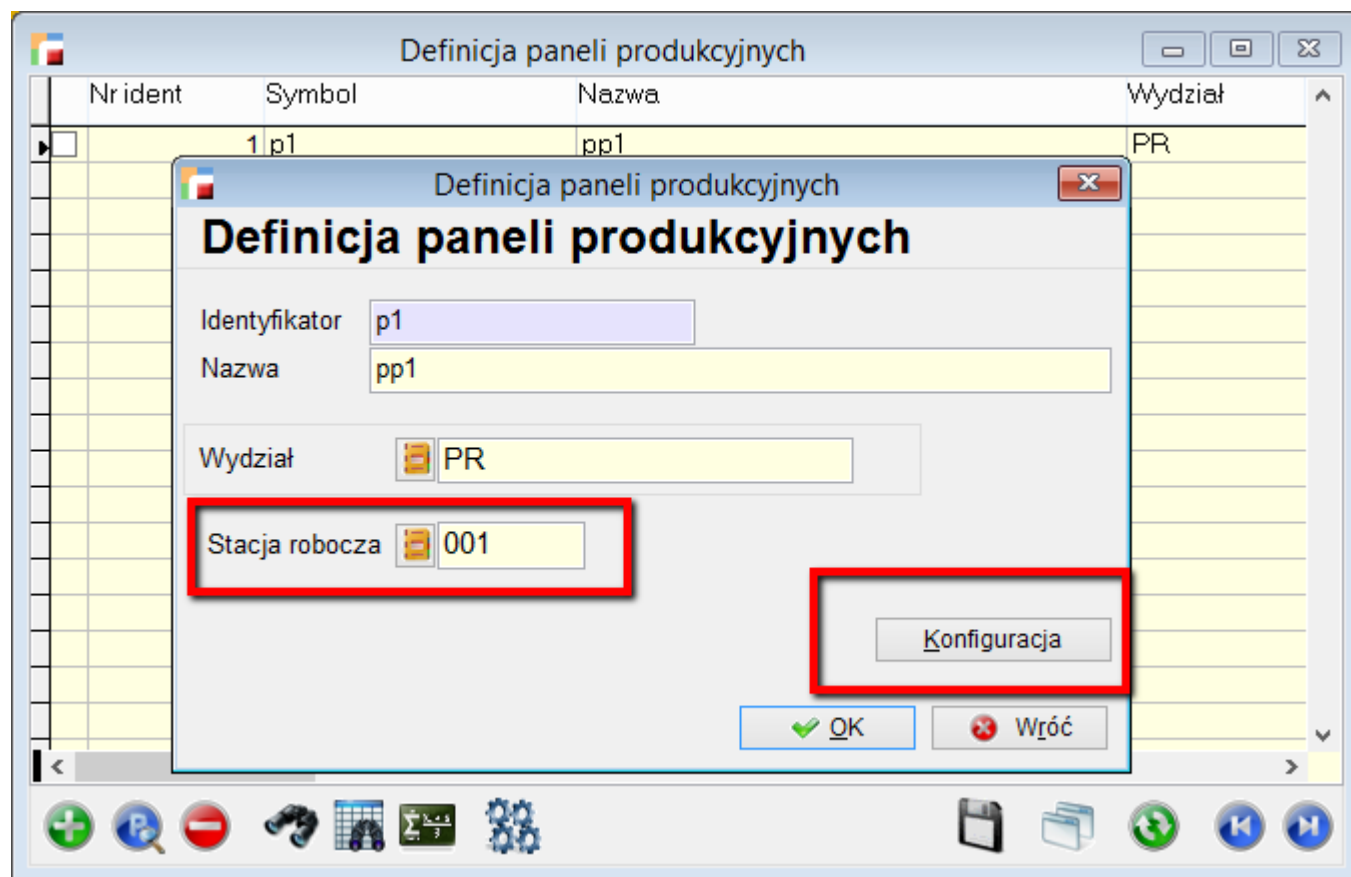 Definicja paneli produkcyjnych
Nr ident Symbol Nazwa Wydział
1 p1 pp1 PR
Definicja paneli produkcyjnych
Definicja paneli produkcyjnych
Identyfikator p1
Nazwa pp1
Wydział PR
Stacja robocza 001
Konfiguracja
OK Wróć